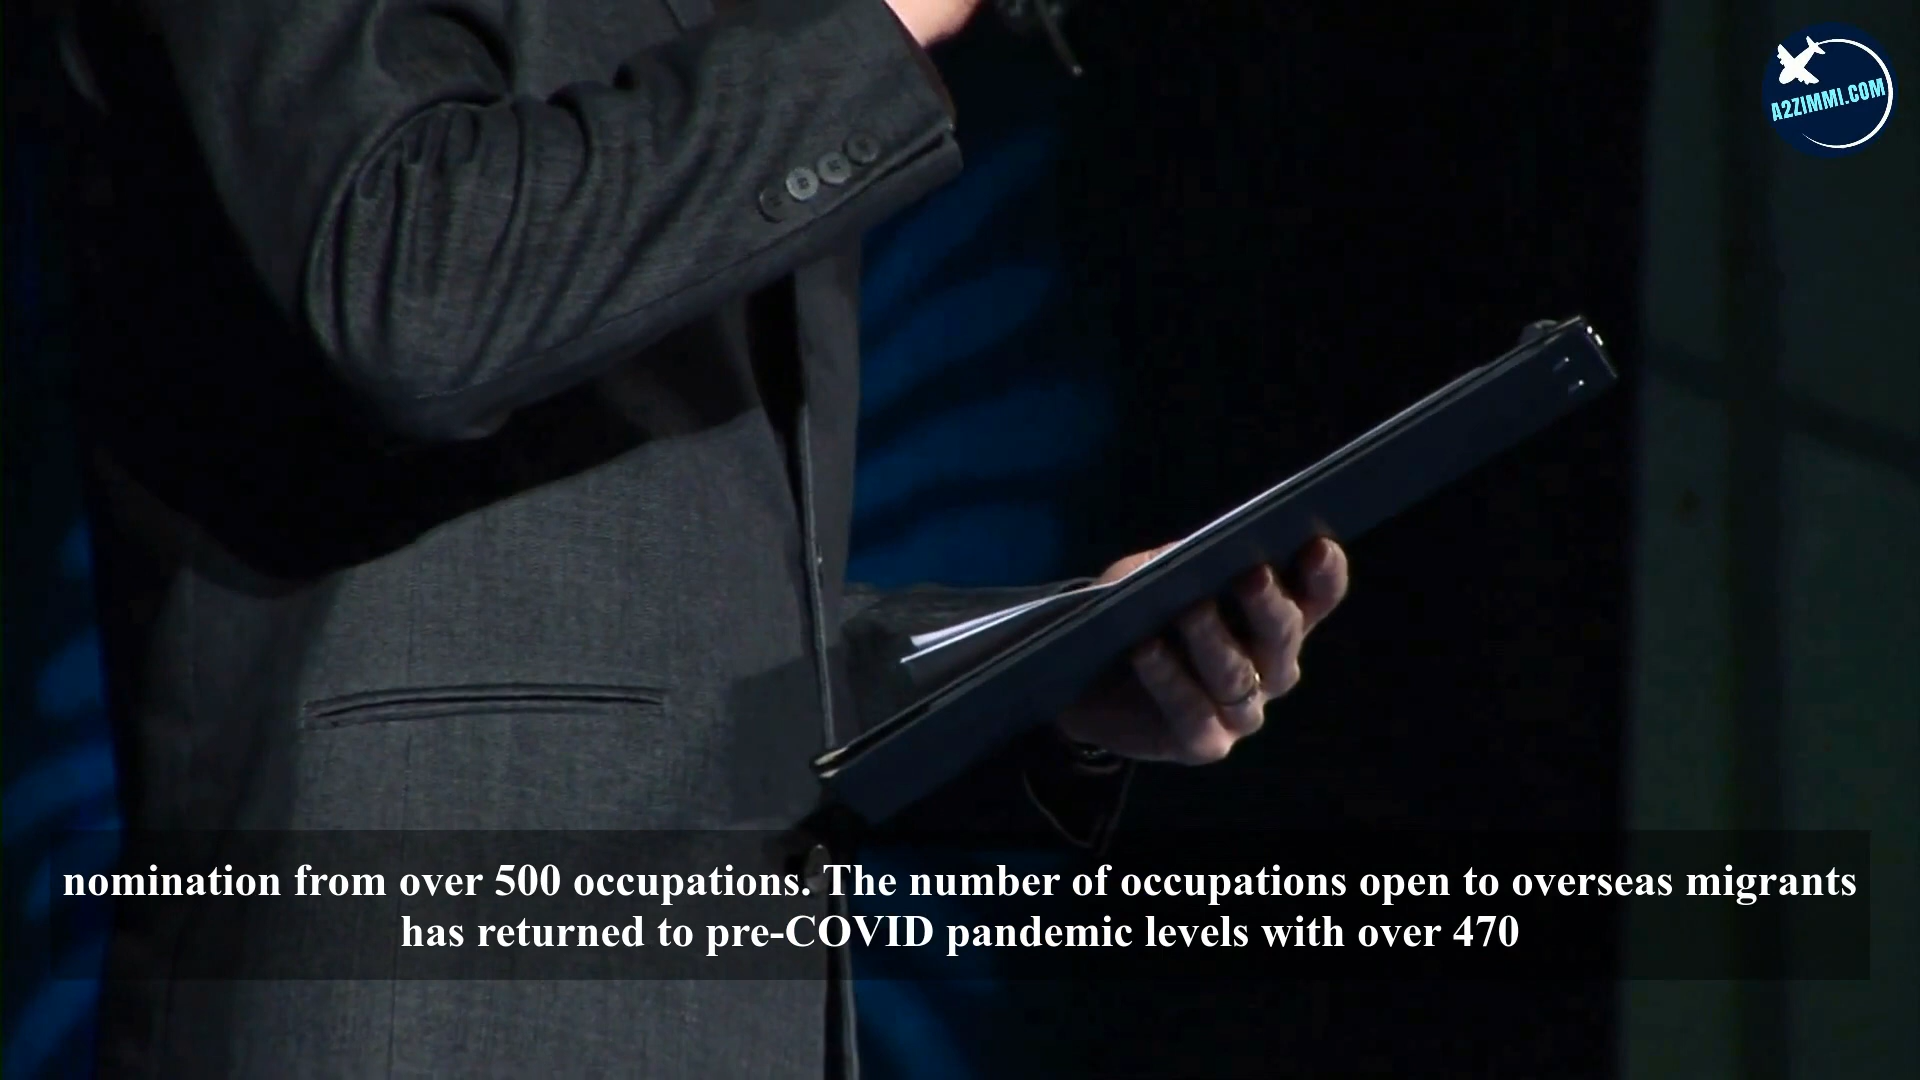 A2ZIMMI.COM
nomination from over 500 occupations. The number of occupations open to overseas migrants
has returned to pre-COVID pandemic levels with over 470